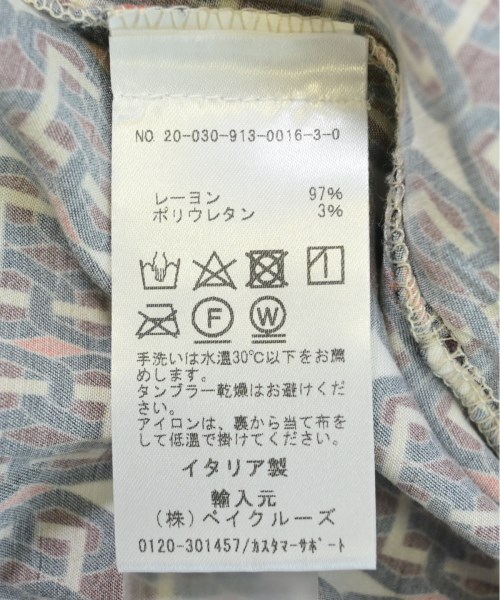 NO. 20-030-913-0016-3-0
レーヨン 97%
ポリウレタン 3%
F W
手洗いは水温30℃以下をお薦
めします。
タンブラー乾燥はお避けくだ
さい。
アイロンは、裏から当て布を
して低温で掛けてください。
イタリア製
輸入元
(株)ベイクルーズ
0120-301457/カスタマーサポート